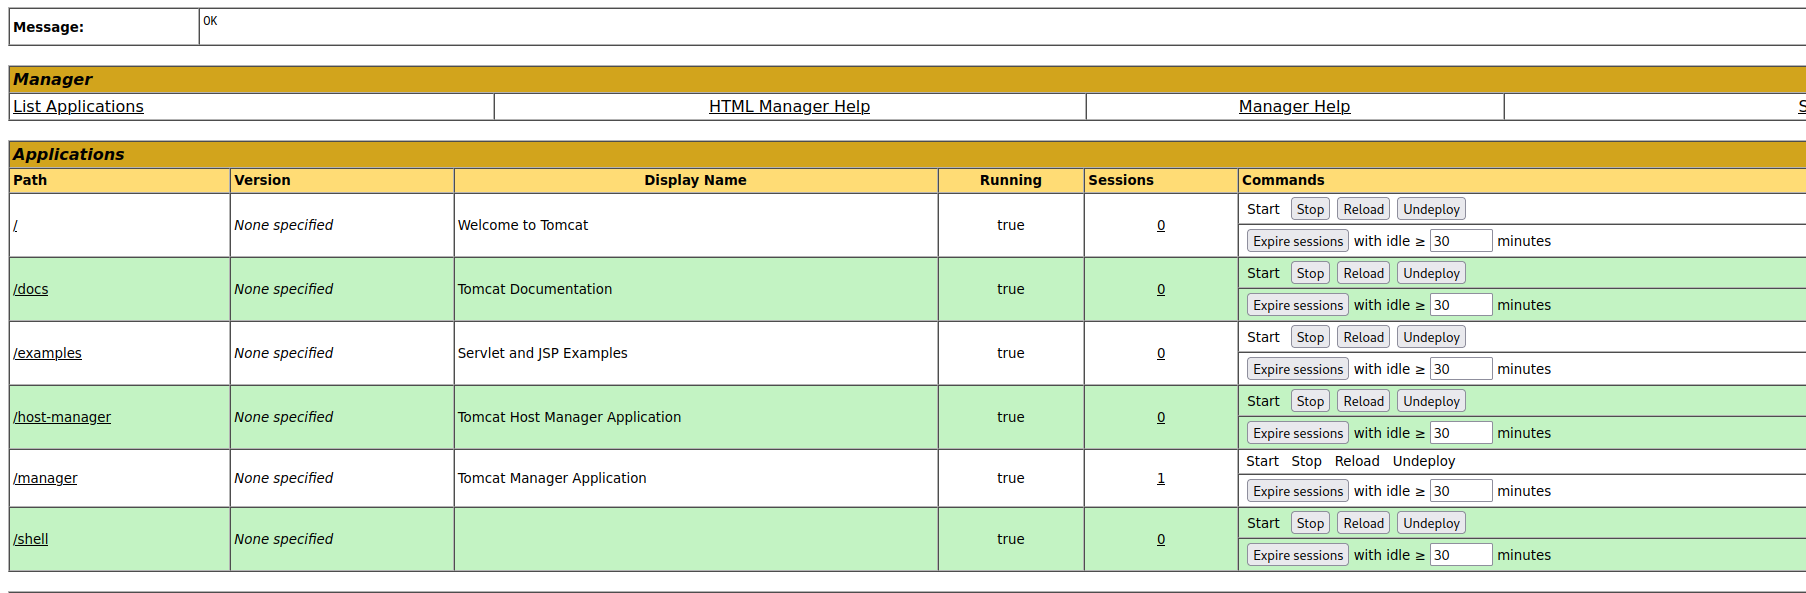 Message: OK
Manager
List Applications HTML Manager Help Manager Help S
Applications
Path Version Display Name Running Sessions Commands
/ None specified Welcome to Tomcat true 0 Start Stop Reload Undeploy
Expire sessions with idle ≥ 30 minutes
/docs None specified Tomcat Documentation true 0 Start Stop Reload Undeploy
Expire sessions with idle ≥ 30 minutes
/examples None specified Servlet and JSP Examples true 0 Start Stop Reload Undeploy
Expire sessions with idle ≥ 30 minutes
/host-manager None specified Tomcat Host Manager Application true 0 Start Stop Reload Undeploy
Expire sessions with idle ≥ 30 minutes
/manager None specified Tomcat Manager Application true 1 Start Stop Reload Undeploy
Expire sessions with idle ≥ 30 minutes
/shell None specified true 0 Start Stop Reload Undeploy
Expire sessions with idle ≥ 30 minutes